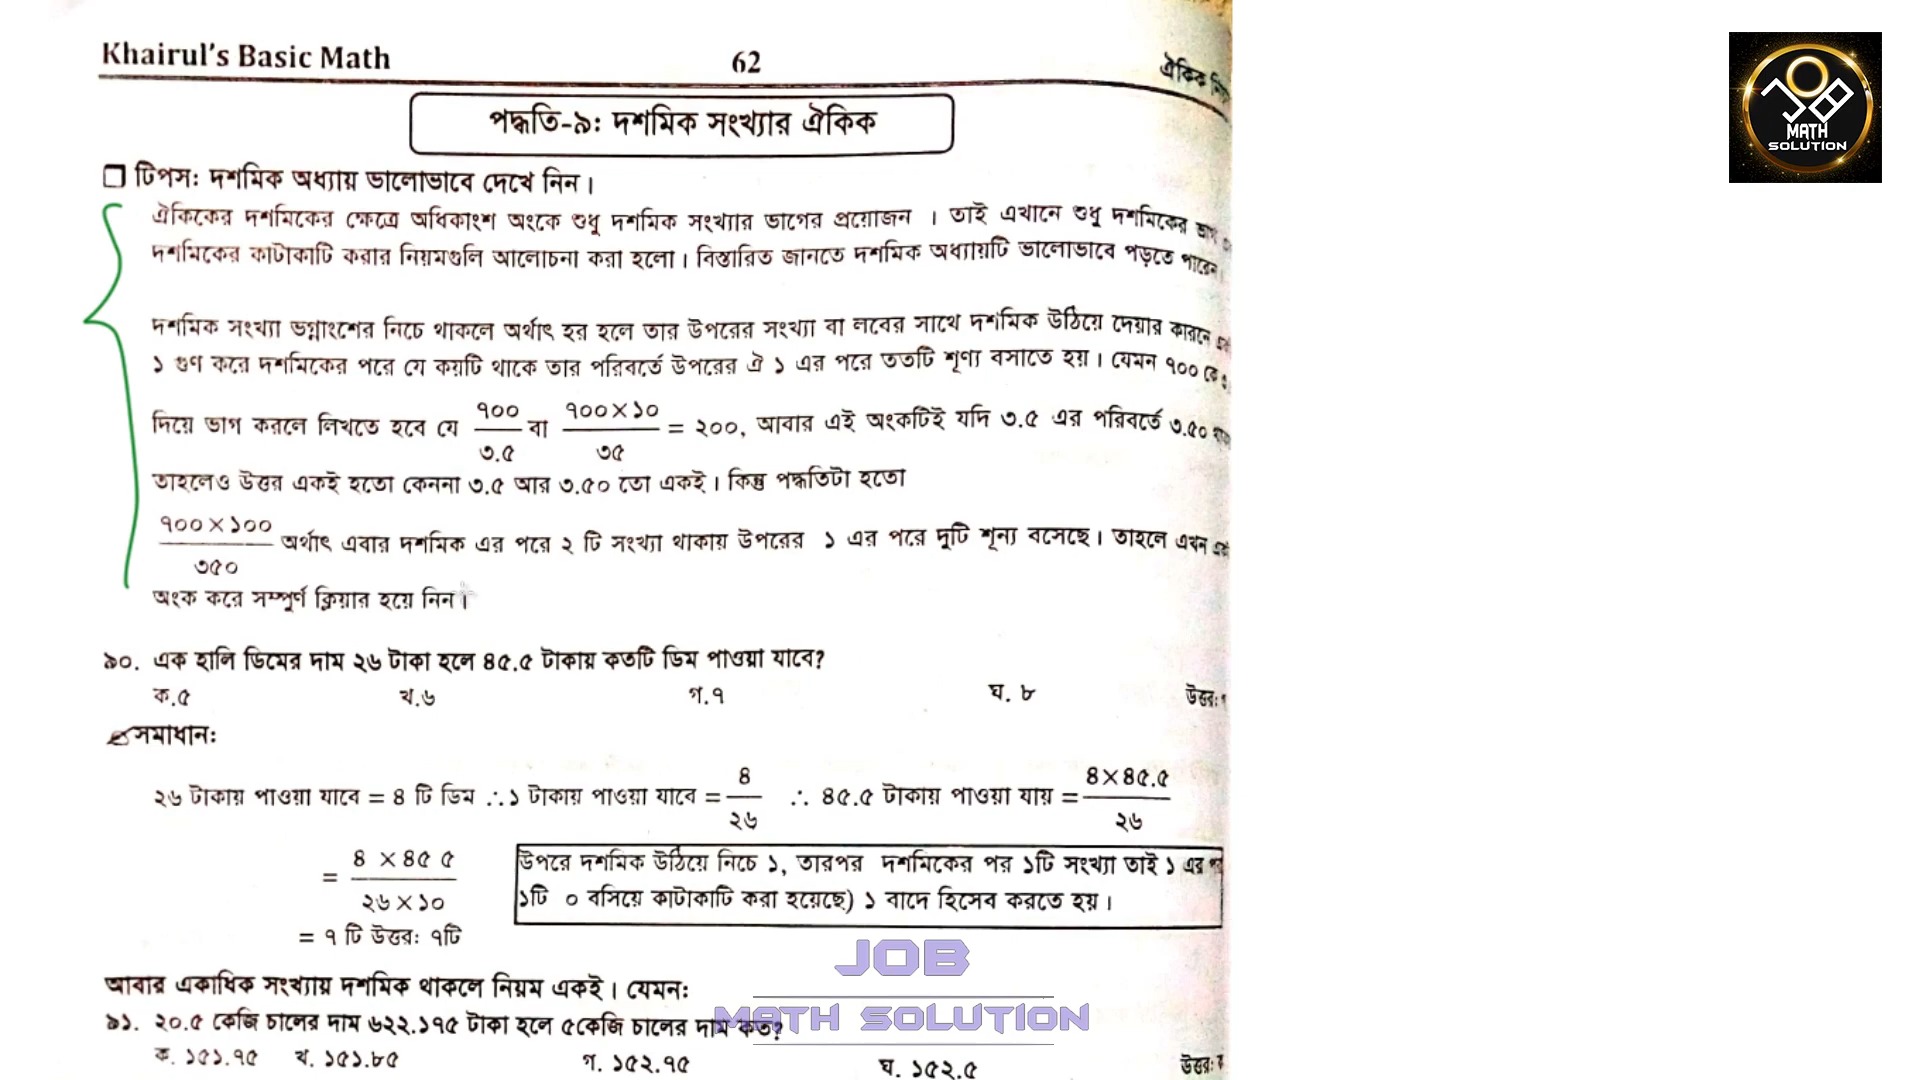 Khairul's Basic Math 62 ঐকিক
পদ্ধতি-৯: দশমিক সংখ্যার ঐকিক
MATH
SOLUTION
টিপস: দশমিক অধ্যায় ভালোভাবে দেখে নিন।
ঐকিকের দশমিকের ক্ষেত্রে অধিকাংশ অংকে শুধু দশমিক সংখ্যার ভাগের প্রয়োজন । তাই এখানে শুধু দশমিকের ভাগ
দশমিকের কাটাকাটি করার নিয়মগুলি আলোচনা করা হলো। বিস্তারিত জানতে দশমিক অধ্যায়টি ভালোভাবে পড়তে পারেন।
দশমিক সংখ্যা ভগ্নাংশের নিচে থাকলে অর্থাৎ হর হলে তার উপরের সংখ্যা বা লবের সাথে দশমিক উঠিয়ে দেয়ার কারনে
১ গুণ করে দশমিকের পরে যে কয়টি থাকে তার পরিবর্তে উপরের ঐ ১ এর পরে ততটি শূণ্য বসাতে হয়। যেমন ৭০০ কে
দিয়ে ভাগ করলে লিখতে হবে যে ৭০০/৩.৫ বা ৭০০×১০/৩৫ = ২০০, আবার এই অংকটিই যদি ৩.৫ এর পরিবর্তে ৩.৫০
তাহলেও উত্তর একই হতো কেননা ৩.৫ আর ৩.৫০ তো একই। কিন্তু পদ্ধতিটা হতো
৭০০×১০০/৩৫০ অর্থাৎ এবার দশমিক এর পরে ২ টি সংখ্যা থাকায় উপরের ১ এর পরে দুটি শূন্য বসেছে। তাহলে এখন
অংক করে সম্পুর্ণ ক্লিয়ার হয়ে নিন।
৯০. এক হালি ডিমের দাম ২৬ টাকা হলে ৪৫.৫ টাকায় কতটি ডিম পাওয়া যাবে?
ক.৫ খ.৬ গ.৭ ঘ. ৮ উত্তর:
সমাধান:
২৬ টাকায় পাওয়া যাবে = ৪ টি ডিম ∴১ টাকায় পাওয়া যাবে = ৪/২৬ ∴ ৪৫.৫ টাকায় পাওয়া যায় = ৪×৪৫.৫/২৬
= ৪ ×৪৫ ৫/২৬×১০
উপরে দশমিক উঠিয়ে নিচে ১, তারপর দশমিকের পর ১টি সংখ্যা তাই ১ এর
১টি ০ বসিয়ে কাটাকাটি করা হয়েছে) ১ বাদে হিসেব করতে হয়।
= ৭ টি উত্তর: ৭টি
JOB
MATH SOLUTION
আবার একাধিক সংখ্যায় দশমিক থাকলে নিয়ম একই। যেমন:
৯১. ২০.৫ কেজি চালের দাম ৬২২.১৭৫ টাকা হলে ৫কেজি চালের দাম কত?
ক. ১৫১.৭৫ খ. ১৫১.৮৫ গ. ১৫২.৭৫ ঘ. ১৫২.৫ উত্তর: